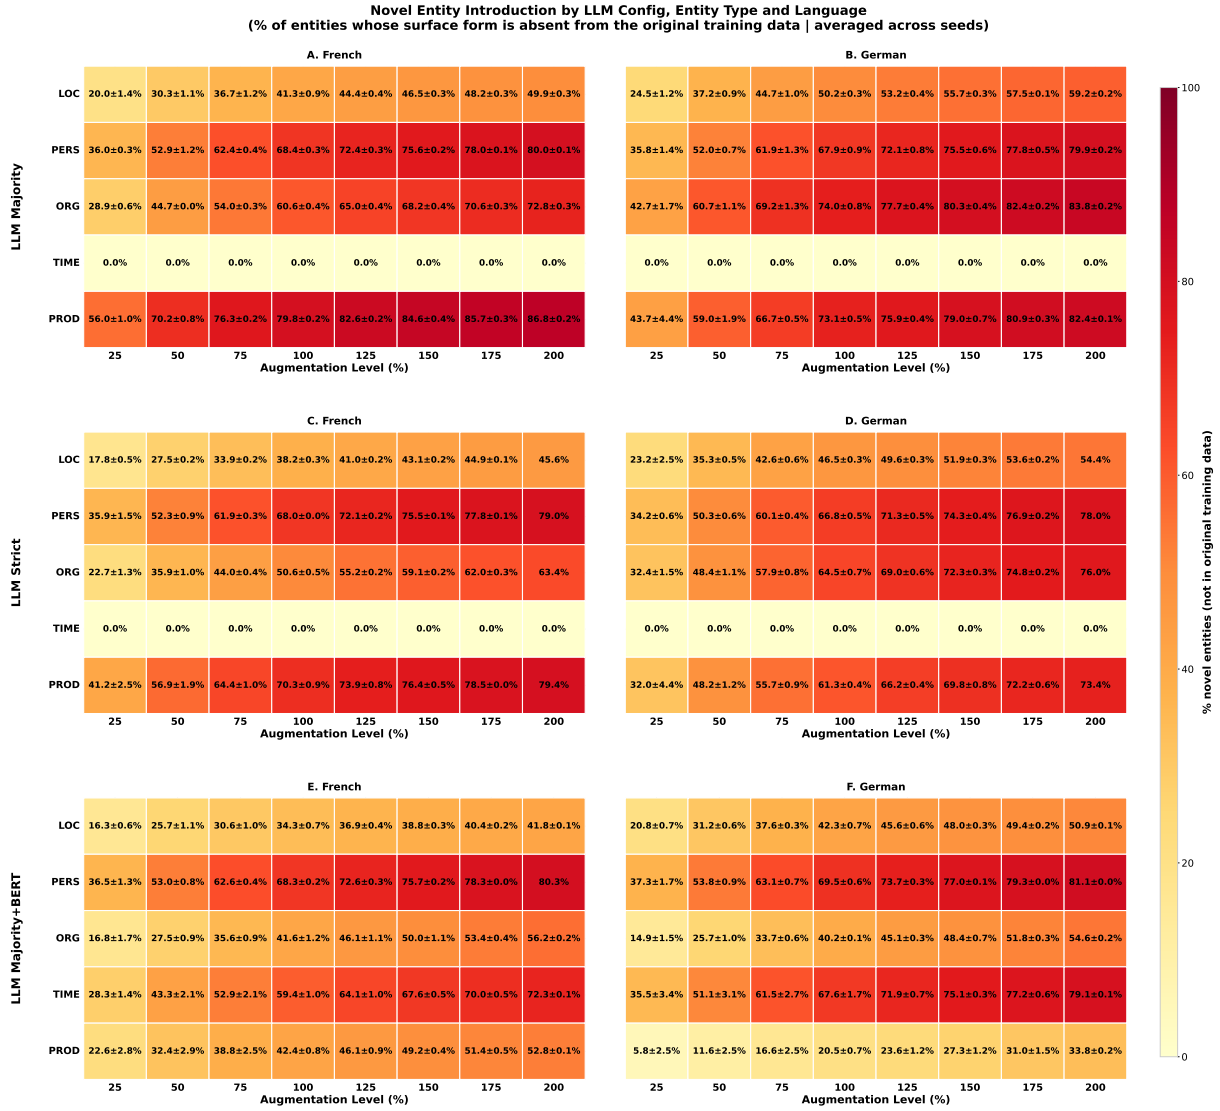 Novel Entity Introduction by LLM Config, Entity Type and Language
(% of entities whose surface form is absent from the original training data | averaged across seeds)
LLM Majority
A. French
LOC 20.0±1.4% 30.3±1.1% 36.7±1.2% 41.3±0.9% 44.4±0.4% 46.5±0.3% 48.2±0.3% 49.9±0.3%
PERS 36.0±0.3% 52.9±1.2% 62.4±0.4% 68.4±0.3% 72.4±0.3% 75.6±0.2% 78.0±0.1% 80.0±0.1%
ORG 28.9±0.6% 44.7±0.0% 54.0±0.3% 60.6±0.4% 65.0±0.4% 68.2±0.4% 70.6±0.3% 72.8±0.3%
TIME 0.0% 0.0% 0.0% 0.0% 0.0% 0.0% 0.0% 0.0%
PROD 56.0±1.0% 70.2±0.8% 76.3±0.2% 79.8±0.2% 82.6±0.2% 84.6±0.4% 85.7±0.3% 86.8±0.2%
25 50 75 100 125 150 175 200
Augmentation Level (%)
B. German
24.5±1.2% 37.2±0.9% 44.7±1.0% 50.2±0.3% 53.2±0.4% 55.7±0.3% 57.5±0.1% 59.2±0.2%
35.8±1.4% 52.0±0.7% 61.9±1.3% 67.9±0.9% 72.1±0.8% 75.5±0.6% 77.8±0.5% 79.9±0.2%
42.7±1.7% 60.7±1.1% 69.2±1.3% 74.0±0.8% 77.7±0.4% 80.3±0.4% 82.4±0.2% 83.8±0.2%
0.0% 0.0% 0.0% 0.0% 0.0% 0.0% 0.0% 0.0%
43.7±4.4% 59.0±1.9% 66.7±0.5% 73.1±0.5% 75.9±0.4% 79.0±0.7% 80.9±0.3% 82.4±0.1%
25 50 75 100 125 150 175 200
Augmentation Level (%)
LLM Strict
C. French
LOC 17.8±0.5% 27.5±0.2% 33.9±0.2% 38.2±0.3% 41.0±0.2% 43.1±0.2% 44.9±0.1% 45.6%
PERS 35.9±1.5% 52.3±0.9% 61.9±0.3% 68.0±0.0% 72.1±0.2% 75.5±0.1% 77.8±0.1% 79.0%
ORG 22.7±1.3% 35.9±1.0% 44.0±0.4% 50.6±0.5% 55.2±0.2% 59.1±0.2% 62.0±0.3% 63.4%
TIME 0.0% 0.0% 0.0% 0.0% 0.0% 0.0% 0.0% 0.0%
PROD 41.2±2.5% 56.9±1.9% 64.4±1.0% 70.3±0.9% 73.9±0.8% 76.4±0.5% 78.5±0.0% 79.4%
25 50 75 100 125 150 175 200
Augmentation Level (%)
D. German
23.2±2.5% 35.3±0.5% 42.6±0.6% 46.5±0.3% 49.6±0.3% 51.9±0.3% 53.6±0.2% 54.4%
34.2±0.6% 50.3±0.6% 60.1±0.4% 66.8±0.5% 71.3±0.5% 74.3±0.4% 76.9±0.2% 78.0%
32.4±1.5% 48.4±1.1% 57.9±0.8% 64.5±0.7% 69.0±0.6% 72.3±0.3% 74.8±0.2% 76.0%
0.0% 0.0% 0.0% 0.0% 0.0% 0.0% 0.0% 0.0%
32.0±4.4% 48.2±1.2% 55.7±0.9% 61.3±0.4% 66.2±0.4% 69.8±0.8% 72.2±0.6% 73.4%
25 50 75 100 125 150 175 200
Augmentation Level (%)
LLM Majority+BERT
E. French
LOC 16.3±0.6% 25.7±1.1% 30.6±1.0% 34.3±0.7% 36.9±0.4% 38.8±0.3% 40.4±0.2% 41.8±0.1%
PERS 36.5±1.3% 53.0±0.8% 62.6±0.4% 68.3±0.2% 72.6±0.3% 75.7±0.2% 78.3±0.0% 80.3%
ORG 16.8±1.7% 27.5±0.9% 35.6±0.9% 41.6±1.2% 46.1±1.1% 50.0±1.1% 53.4±0.4% 56.2±0.2%
TIME 28.3±1.4% 43.3±2.1% 52.9±2.1% 59.4±1.0% 64.1±1.0% 67.6±0.5% 70.0±0.5% 72.3±0.1%
PROD 22.6±2.8% 32.4±2.9% 38.8±2.5% 42.4±0.8% 46.1±0.9% 49.2±0.4% 51.4±0.5% 52.8±0.1%
25 50 75 100 125 150 175 200
Augmentation Level (%)
F. German
20.8±0.7% 31.2±0.6% 37.6±0.3% 42.3±0.7% 45.6±0.6% 48.0±0.3% 49.4±0.2% 50.9±0.1%
37.3±1.7% 53.8±0.9% 63.1±0.7% 69.5±0.6% 73.7±0.3% 77.0±0.1% 79.3±0.0% 81.1±0.0%
14.9±1.5% 25.7±1.0% 33.7±0.6% 40.2±0.1% 45.1±0.3% 48.4±0.7% 51.8±0.3% 54.6±0.2%
35.5±3.4% 51.1±3.1% 61.5±2.7% 67.6±1.7% 71.9±0.7% 75.1±0.3% 77.2±0.6% 79.1±0.1%
5.8±2.5% 11.6±2.5% 16.6±2.5% 20.5±0.7% 23.6±1.2% 27.3±1.2% 31.0±1.5% 33.8±0.2%
25 50 75 100 125 150 175 200
Augmentation Level (%)
100
80
60
40
20
0
% novel entities (not in original training data)